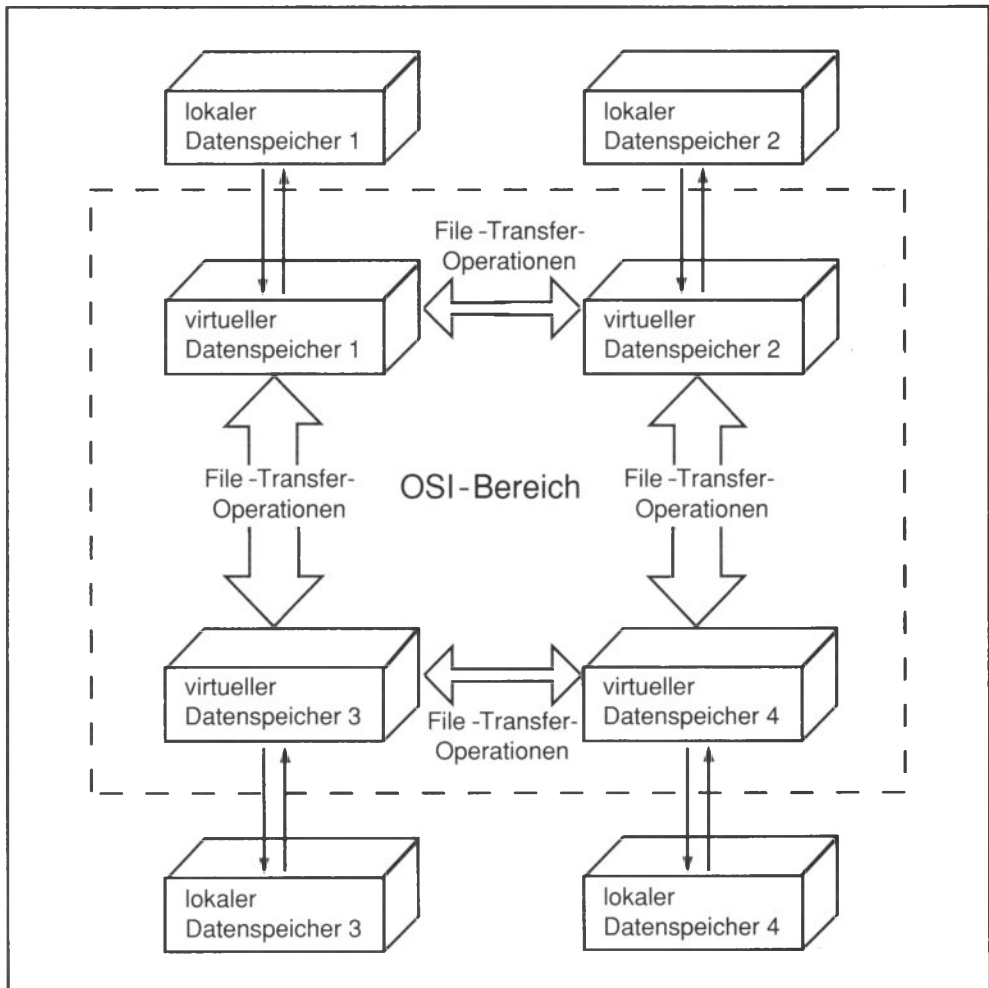 lokaler
Datenspeicher 1
lokaler
Datenspeicher 2
File -Transfer-
Operationen
virtueller
Datenspeicher 1
virtueller
Datenspeicher 2
File -Transfer-
Operationen
OSI-Bereich
File -Transfer-
Operationen
virtueller
Datenspeicher 3
virtueller
Datenspeicher 4
File -Transfer-
Operationen
lokaler
Datenspeicher 3
lokaler
Datenspeicher 4